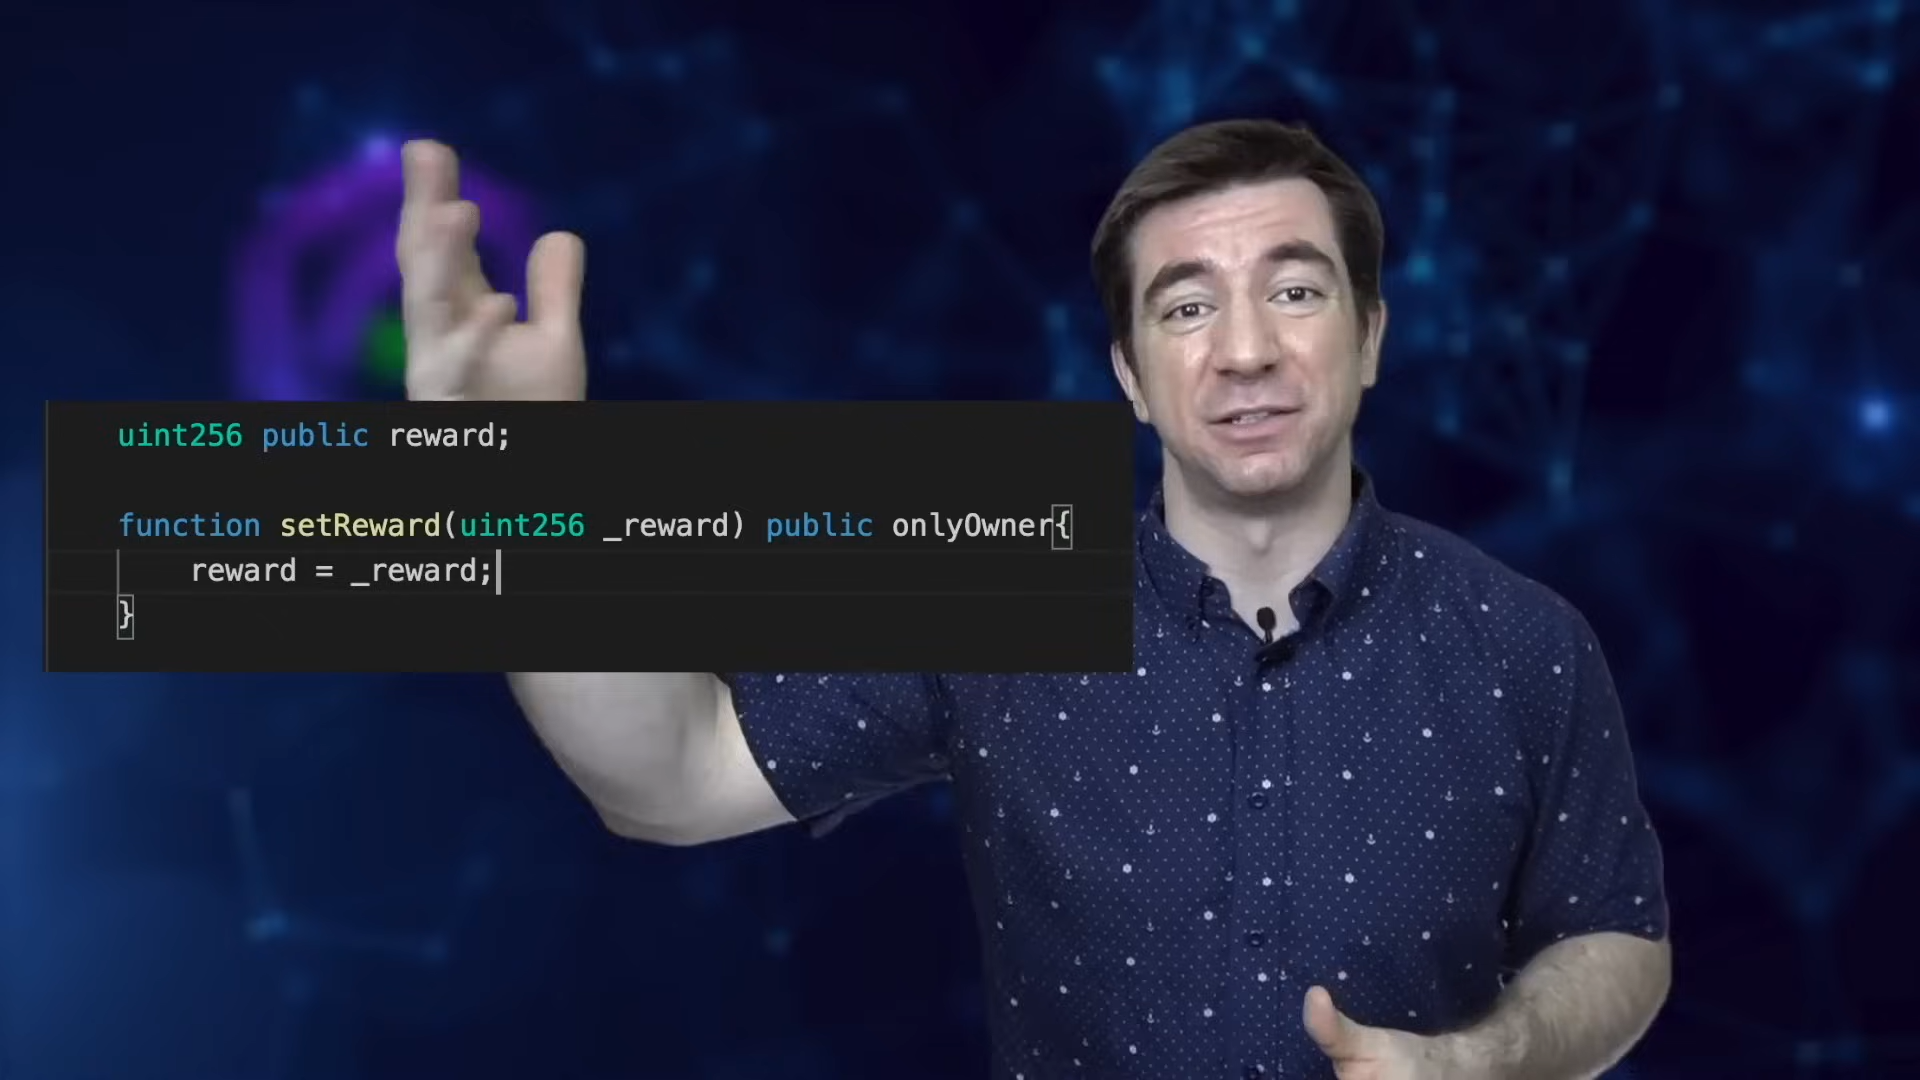 uint256 public reward;
function setReward(uint256 _reward) public onlyOwner{
reward = _reward;
}